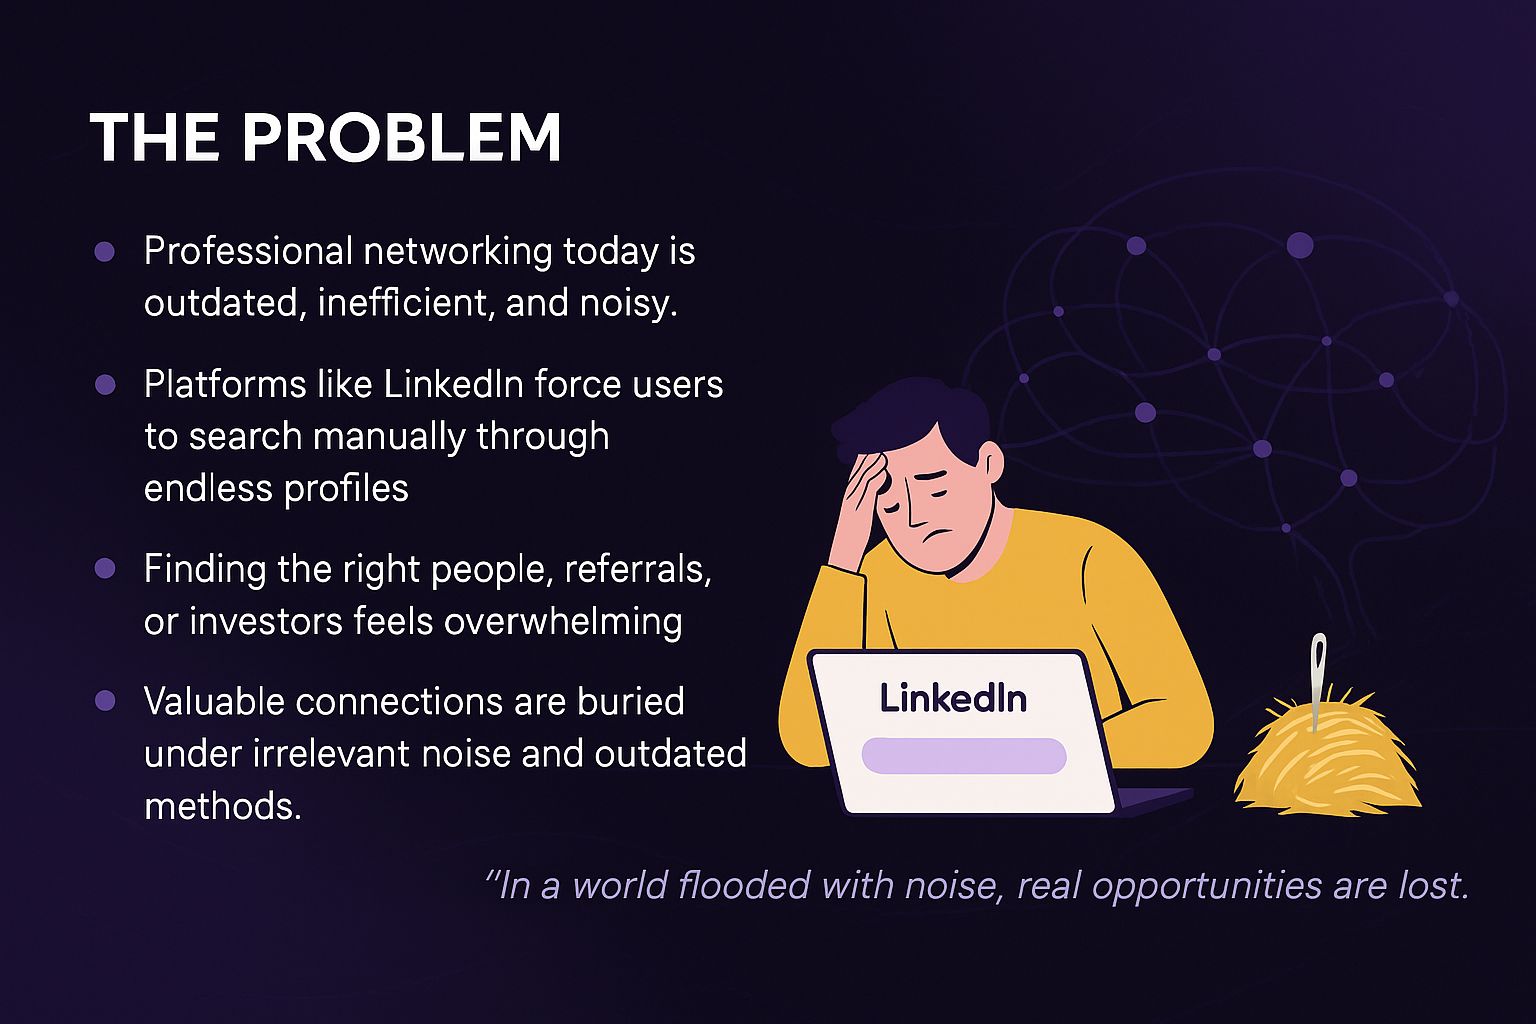 THE PROBLEM
Professional networking today is
outdated, inefficient, and noisy.
Platforms like LinkedIn force users
to search manually through
endless profiles
Finding the right people, referrals,
or investors feels overwhelming
Valuable connections are buried
under irrelevant noise and outdated
methods.
LinkedIn
“In a world flooded with noise, real opportunities are lost.